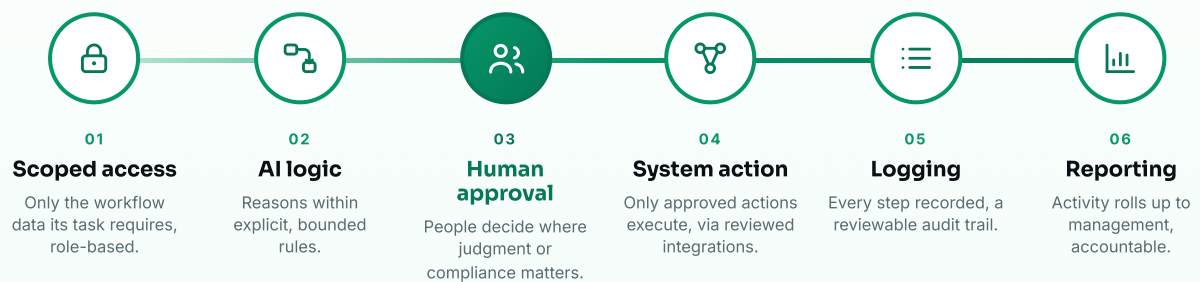 01
Scoped access
Only the workflow
data its task requires,
role-based.
02
AI logic
Reasons within
explicit, bounded
rules.
03
Human
approval
People decide where
judgment or
compliance matters.
04
System action
Only approved actions
execute, via reviewed
integrations.
05
Logging
Every step recorded, a
reviewable audit trail.
06
Reporting
Activity rolls up to
management,
accountable.